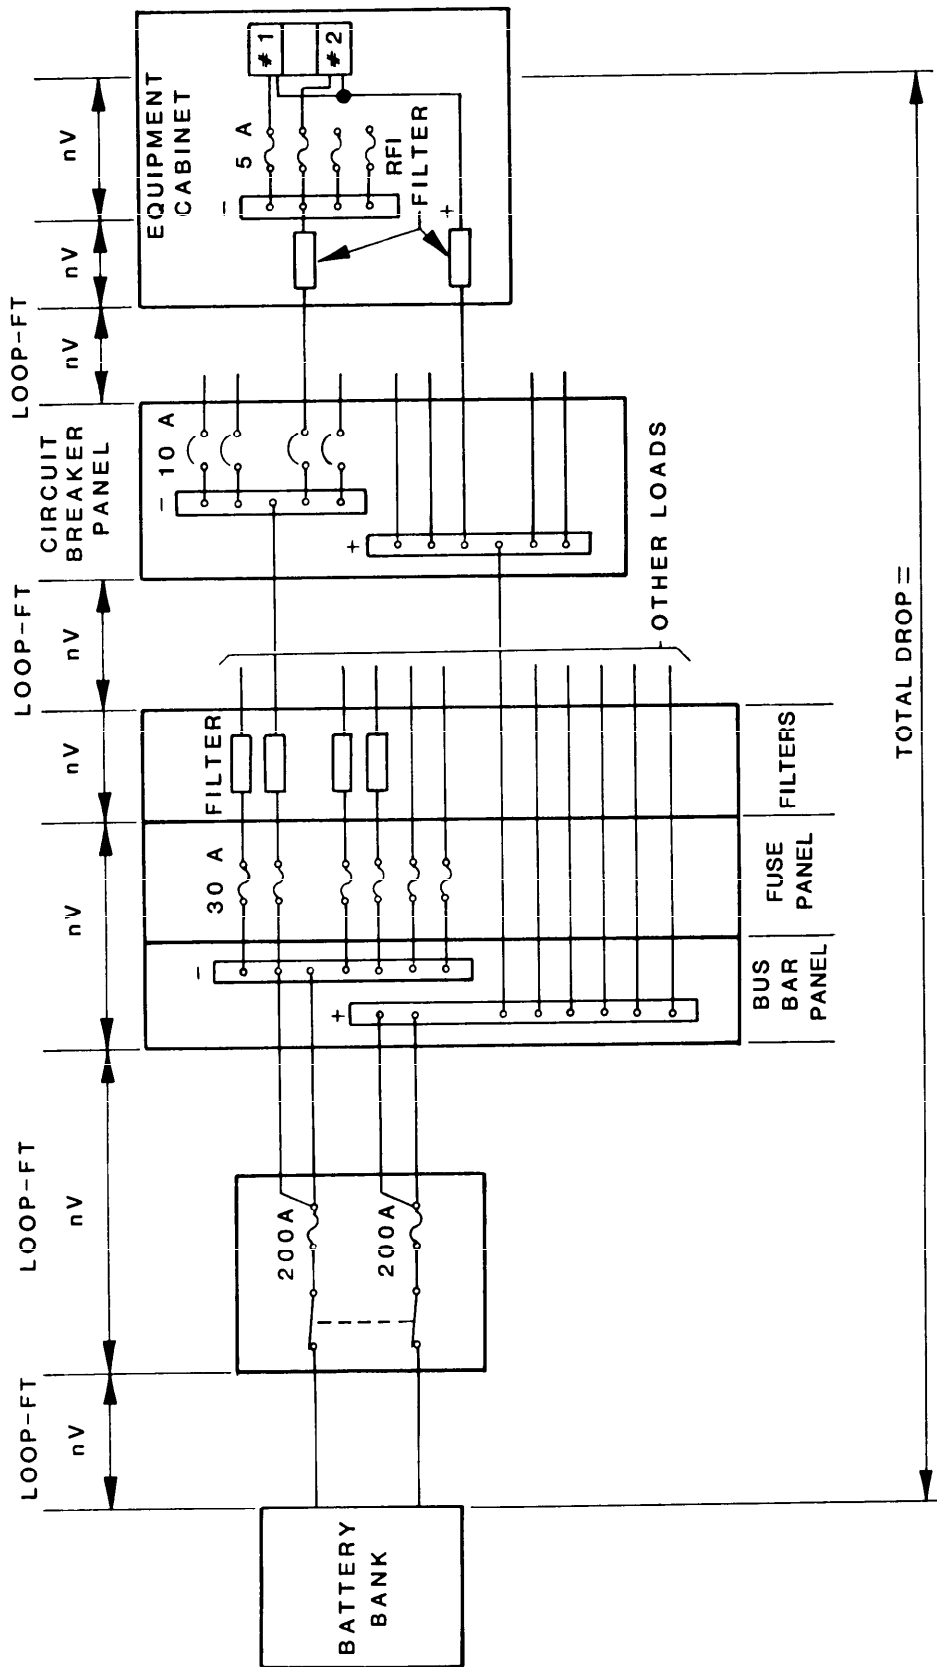 LOOP-FT
LOOP-FT
LOOP-FT
LOOP-FT
nV
nV
nV
nV
nV
nV
nV
nV
BATTERY
BANK
200A
200A
-
+
BUS
BAR
PANEL
30 A
FUSE
PANEL
FILTER
FILTERS
OTHER LOADS
CIRCUIT
BREAKER
PANEL
- 10 A
+
EQUIPMENT
CABINET
-
5 A
RFI
FILTER
+
#1
#2
TOTAL DROP=